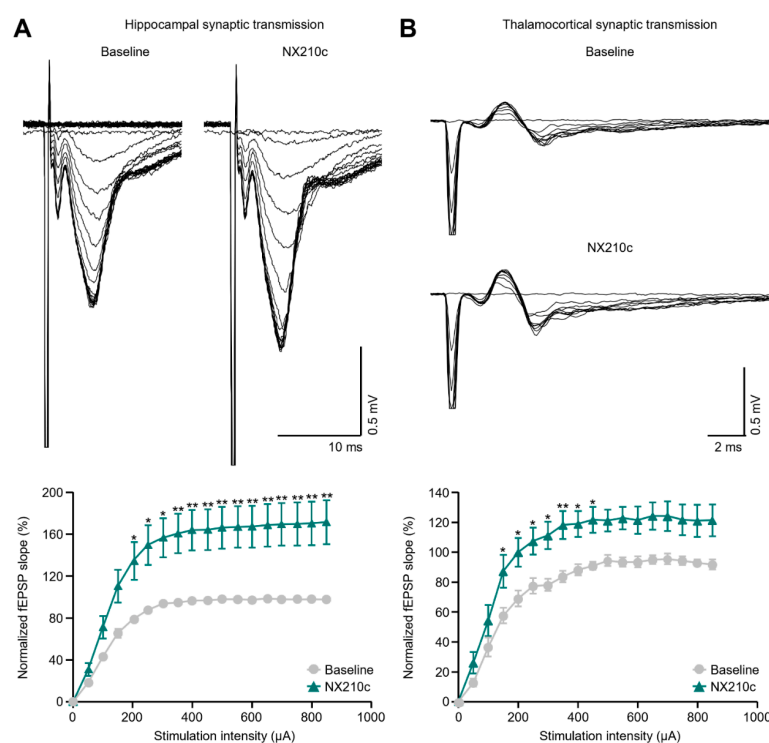 A
Hippocampal synaptic transmission
Baseline
NX210c
0.5 mV
10 ms
B
Thalamocortical synaptic transmission
Baseline
NX210c
0.5 mV
2 ms
Normalized fEPSP slope (%)
200
160
120
80
40
0
* * * ** ** ** ** ** ** ** ** ** ** **
Baseline
NX210c
0 200 400 600 800 1000
Stimulation intensity (µA)
Normalized fEPSP slope (%)
140
120
100
80
60
40
20
0
* * * * ** * *
Baseline
NX210c
0 200 400 600 800 1000
Stimulation intensity (µA)